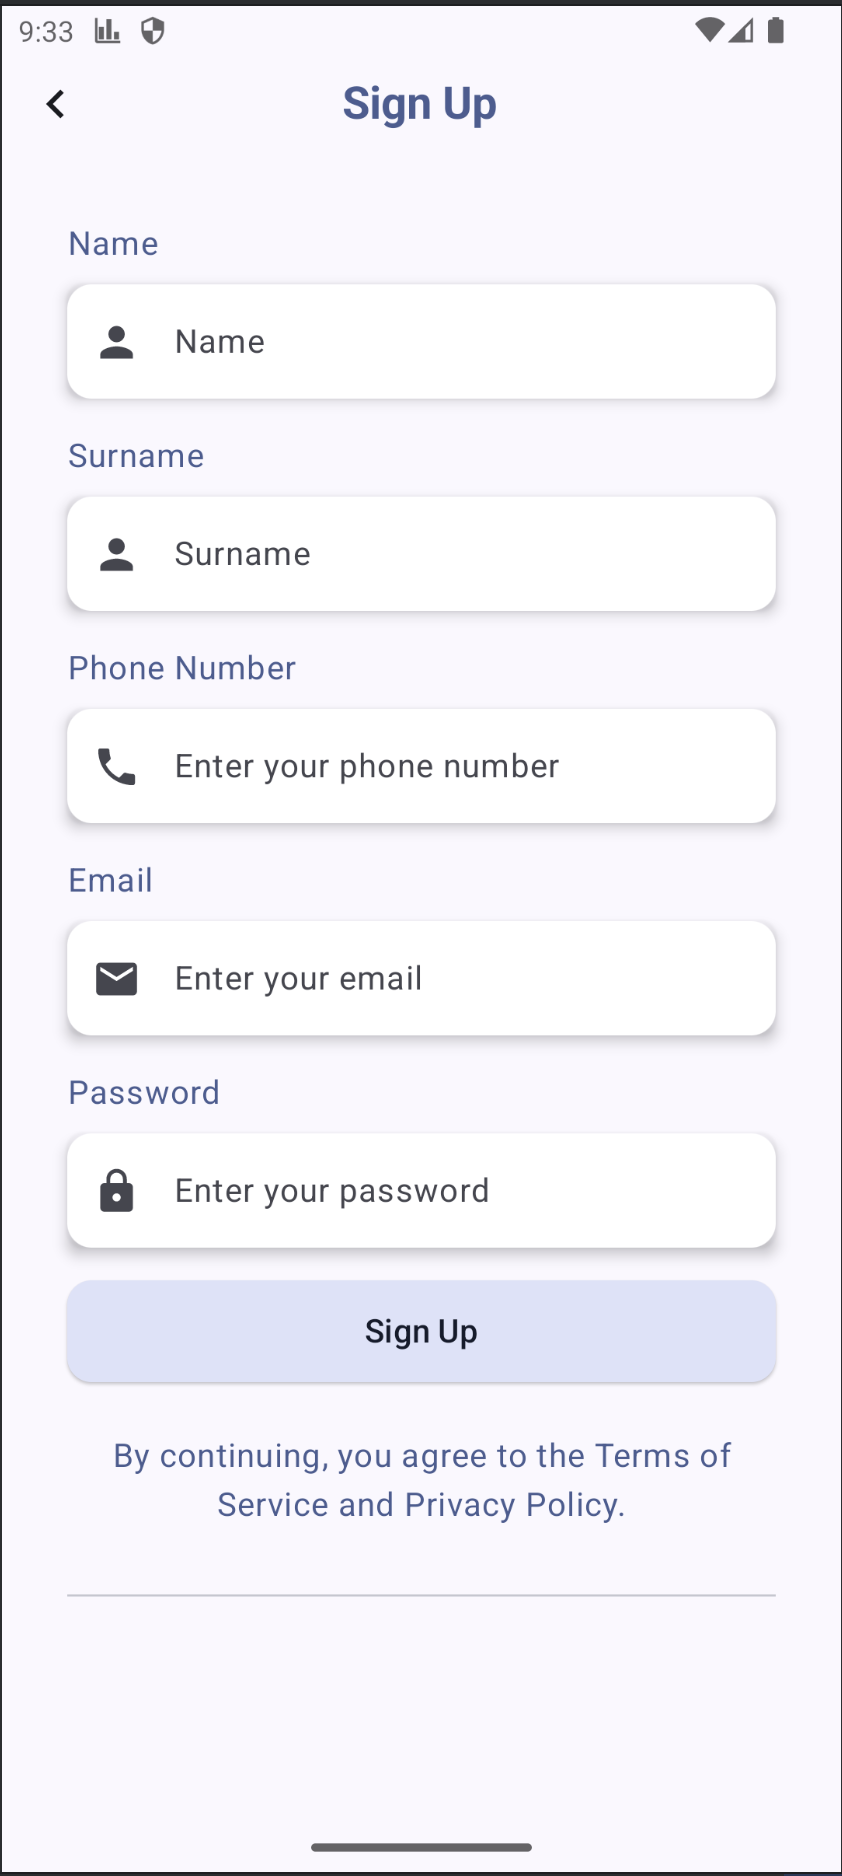 9:33
Sign Up
Name
Name
Surname
Surname
Phone Number
Enter your phone number
Email
Enter your email
Password
Enter your password
Sign Up
By continuing, you agree to the Terms of
Service and Privacy Policy.